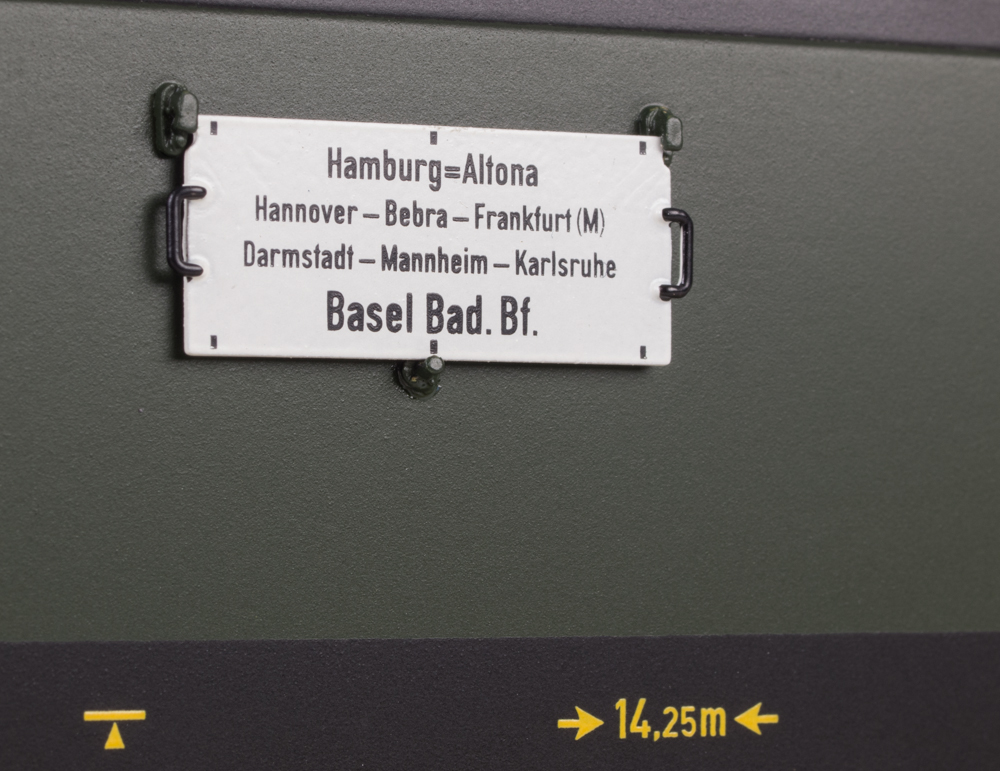 Hamburg=Altona
Hannover – Bebra – Frankfurt (M)
Darmstadt – Mannheim – Karlsruhe
Basel Bad. Bf.
14,25m